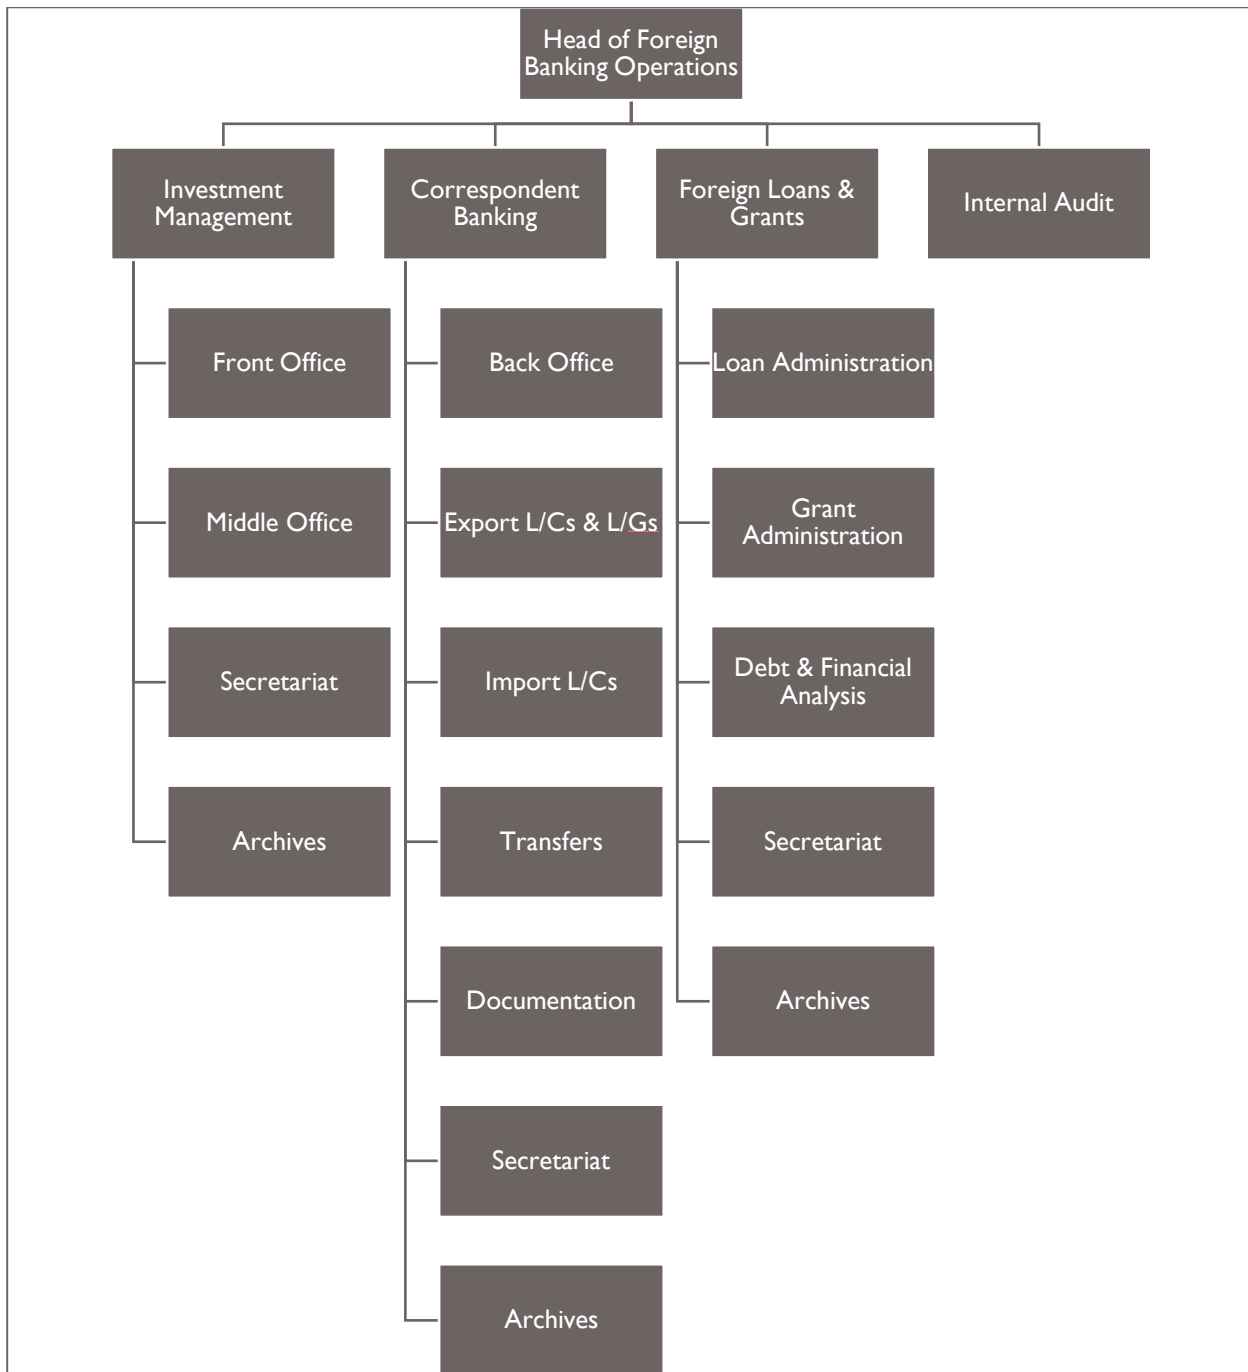 Head of Foreign
Banking Operations
Investment
Management
Correspondent
Banking
Foreign Loans &
Grants
Internal Audit
Front Office
Middle Office
Secretariat
Archives
Back Office
Export L/Cs & L/Gs
Import L/Cs
Transfers
Documentation
Secretariat
Archives
Loan Administration
Grant
Administration
Debt & Financial
Analysis
Secretariat
Archives